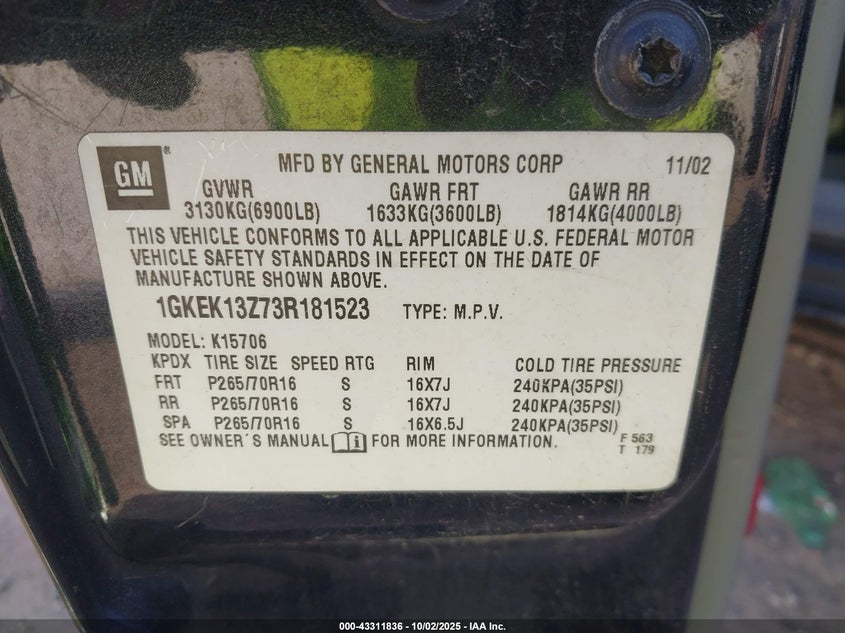 GM ® MFD BY GENERAL MOTORS CORP 11/02
GVWR GAWR FRT GAWR RR
3130KG(6900LB) 1633KG(3600LB) 1814KG(4000LB)
THIS VEHICLE CONFORMS TO ALL APPLICABLE U.S. FEDERAL MOTOR
VEHICLE SAFETY STANDARDS IN EFFECT ON THE DATE OF
MANUFACTURE SHOWN ABOVE.
1GKEK13Z73R181523 TYPE: M.P.V.
MODEL: K15706
KPDX TIRE SIZE SPEED RTG RIM COLD TIRE PRESSURE
FRT P265/70R16 S 16X7J 240KPA(35PSI)
RR P265/70R16 S 16X7J 240KPA(35PSI)
SPA P265/70R16 S 16X6.5J 240KPA(35PSI)
SEE OWNER´S MANUAL i FOR MORE INFORMATION. F 563
T 179
000-43311836 - 10/02/2025 - IAA Inc.